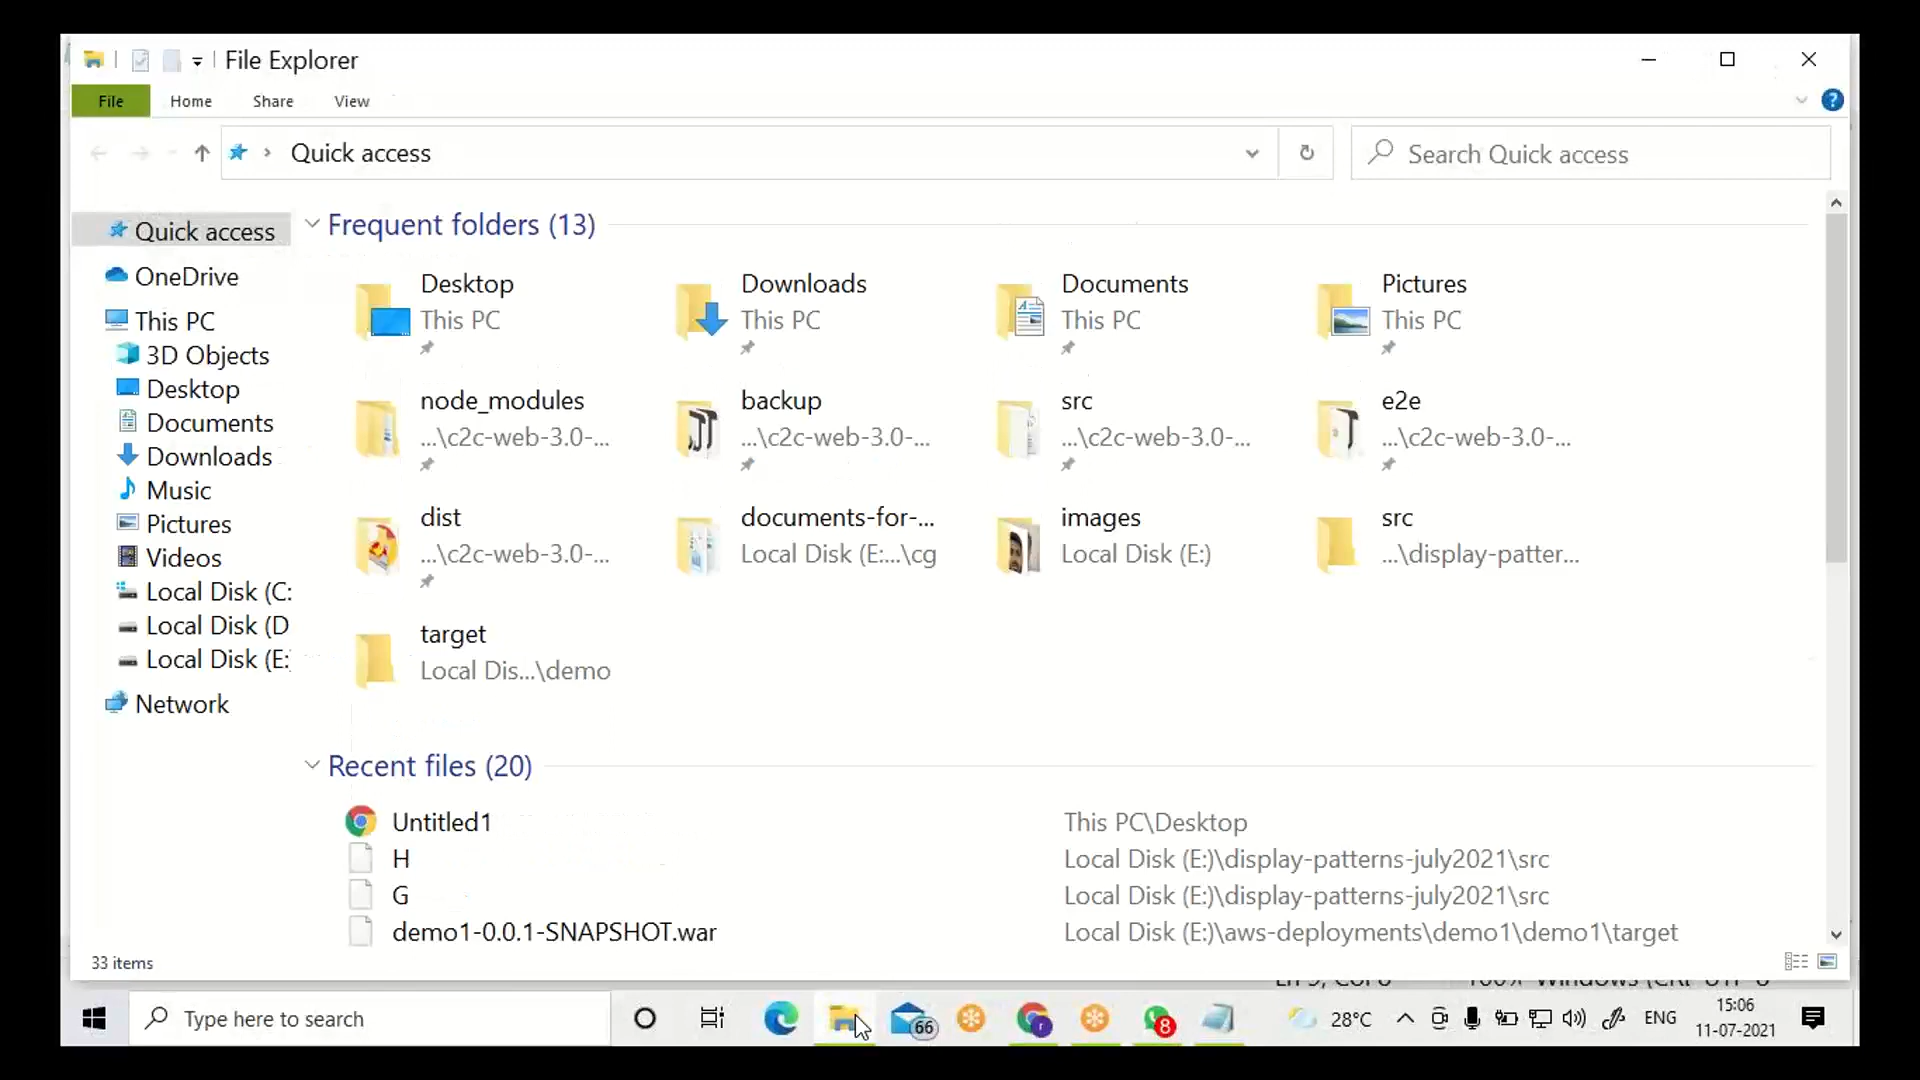 File Explorer
File Home Share View
Quick access
Search Quick access
Quick access
OneDrive
This PC
3D Objects
Desktop
Documents
Downloads
Music
Pictures
Videos
Local Disk (C:
Local Disk (D
Local Disk (E:
Network
Frequent folders (13)
Desktop
This PC
Downloads
This PC
Documents
This PC
Pictures
This PC
node_modules
...\c2c-web-3.0-...
backup
...\c2c-web-3.0-...
src
...\c2c-web-3.0-...
e2e
...\c2c-web-3.0-...
dist
...\c2c-web-3.0-...
documents-for-...
Local Disk (E:...\cg
images
Local Disk (E:)
src
...\display-patter...
target
Local Dis...\demo
Recent files (20)
Untitled1 This PC\Desktop
H Local Disk (E:)\display-patterns-july2021\src
G Local Disk (E:)\display-patterns-july2021\src
demo1-0.0.1-SNAPSHOT.war Local Disk (E:)\aws-deployments\demo1\demo1\target
33 items
Type here to search
66
8
28°C
ENG
15:06
11-07-2021